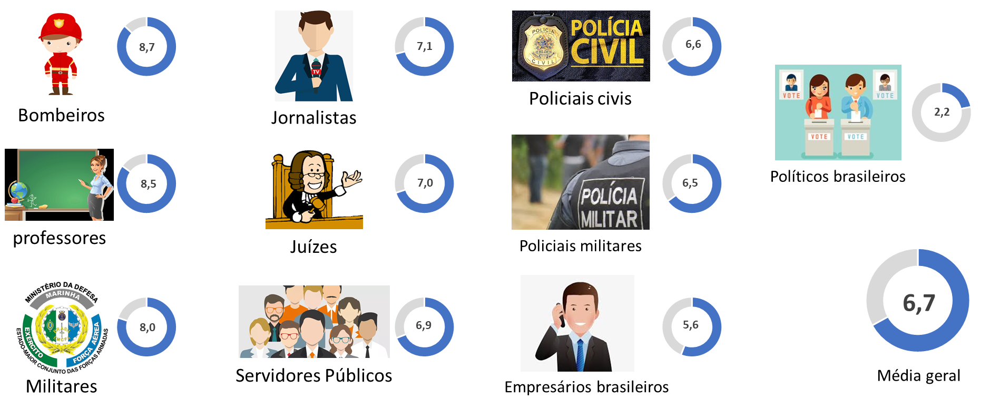 8,7
Bombeiros
TV
7,1
Jornalistas
POLÍCIA
CIVIL
POLÍCIA
CIVIL
6,6
Policiais civis
VOTE
VOTE
VOTE
VOTE
2,2
Políticos brasileiros
8,5
professores
7,0
Juízes
POLÍCIA
MILITAR
6,5
Policiais militares
MINISTÉRIO DA DEFESA
MARINHA
EXÉRCITO
FORÇA AÉREA
BRASIL
ESTADO-MAIOR CONJUNTO DAS FORÇAS ARMADAS
8,0
Militares
6,9
Servidores Públicos
5,6
Empresários brasileiros
6,7
Média geral